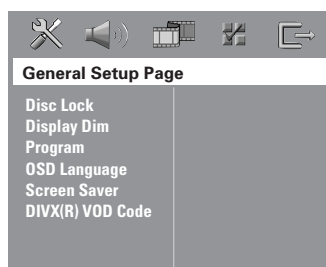 General Setup Page
Disc Lock
Display Dim
Program
OSD Language
Screen Saver
DIVX(R) VOD Code